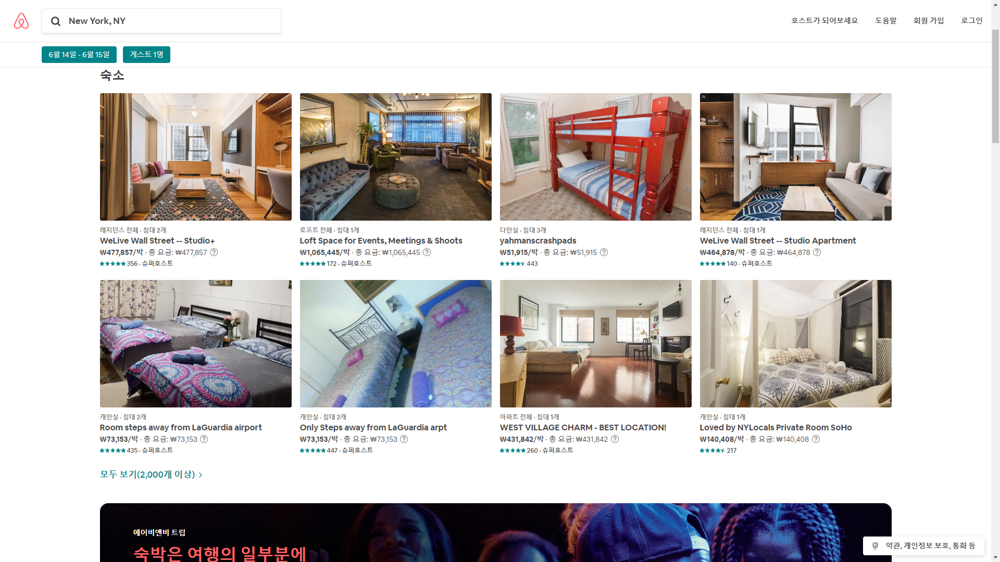 New York, NY
호스트가 되어보세요
도움말
회원 가입
로그인
6월 14일 - 6월 15일
게스트 1명
숙소
레지던스 전체 · 침대 2개
WeLive Wall Street -- Studio+
₩477,857/박 · 총 요금: ₩477,857
356 · 슈퍼호스트
로프트 전체 · 침대 1개
Loft Space for Events, Meetings & Shoots
₩1,065,445/박 · 총 요금: ₩1,065,445
172 · 슈퍼호스트
다인실 · 침대 3개
yahmanscrashpads
₩51,915/박 · 총 요금: ₩51,915
443
레지던스 전체 · 침대 1개
WeLive Wall Street -- Studio Apartment
₩464,878/박 · 총 요금: ₩464,878
140 · 슈퍼호스트
개인실 · 침대 2개
Room steps away from LaGuardia airport
₩73,153/박 · 총 요금: ₩73,153
435 · 슈퍼호스트
개인실 · 침대 2개
Only Steps away from LaGuardia arpt
₩73,153/박 · 총 요금: ₩73,153
447 · 슈퍼호스트
아파트 전체 · 침대 1개
WEST VILLAGE CHARM - BEST LOCATION!
₩431,842/박 · 총 요금: ₩431,842
260 · 슈퍼호스트
개인실 · 침대 1개
Loved by NYLocals Private Room SoHo
₩140,408/박 · 총 요금: ₩140,408
217
모두 보기(2,000개 이상)
에어비앤비 트립
숙박은 여행의 일부분에
약관, 개인정보 보호, 통화 등